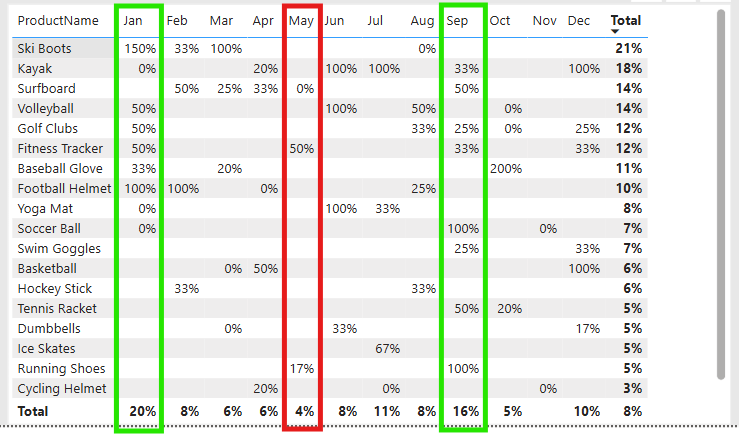 ProductName Jan Feb Mar Apr May Jun Jul Aug Sep Oct Nov Dec Total
Ski Boots 150% 33% 100% 0% 21%
Kayak 0% 20% 100% 100% 33% 100% 18%
Surfboard 50% 25% 33% 0% 50% 14%
Volleyball 50% 100% 50% 0% 14%
Golf Clubs 50% 33% 25% 0% 25% 12%
Fitness Tracker 50% 50% 33% 33% 12%
Baseball Glove 33% 20% 200% 11%
Football Helmet 100% 100% 0% 25% 10%
Yoga Mat 0% 100% 33% 8%
Soccer Ball 0% 100% 0% 7%
Swim Goggles 25% 33% 7%
Basketball 0% 50% 100% 6%
Hockey Stick 33% 33% 6%
Tennis Racket 50% 20% 5%
Dumbbells 0% 33% 17% 5%
Ice Skates 67% 5%
Running Shoes 17% 100% 5%
Cycling Helmet 20% 0% 0% 3%
Total 20% 8% 6% 6% 4% 8% 11% 8% 16% 5% 10% 8%